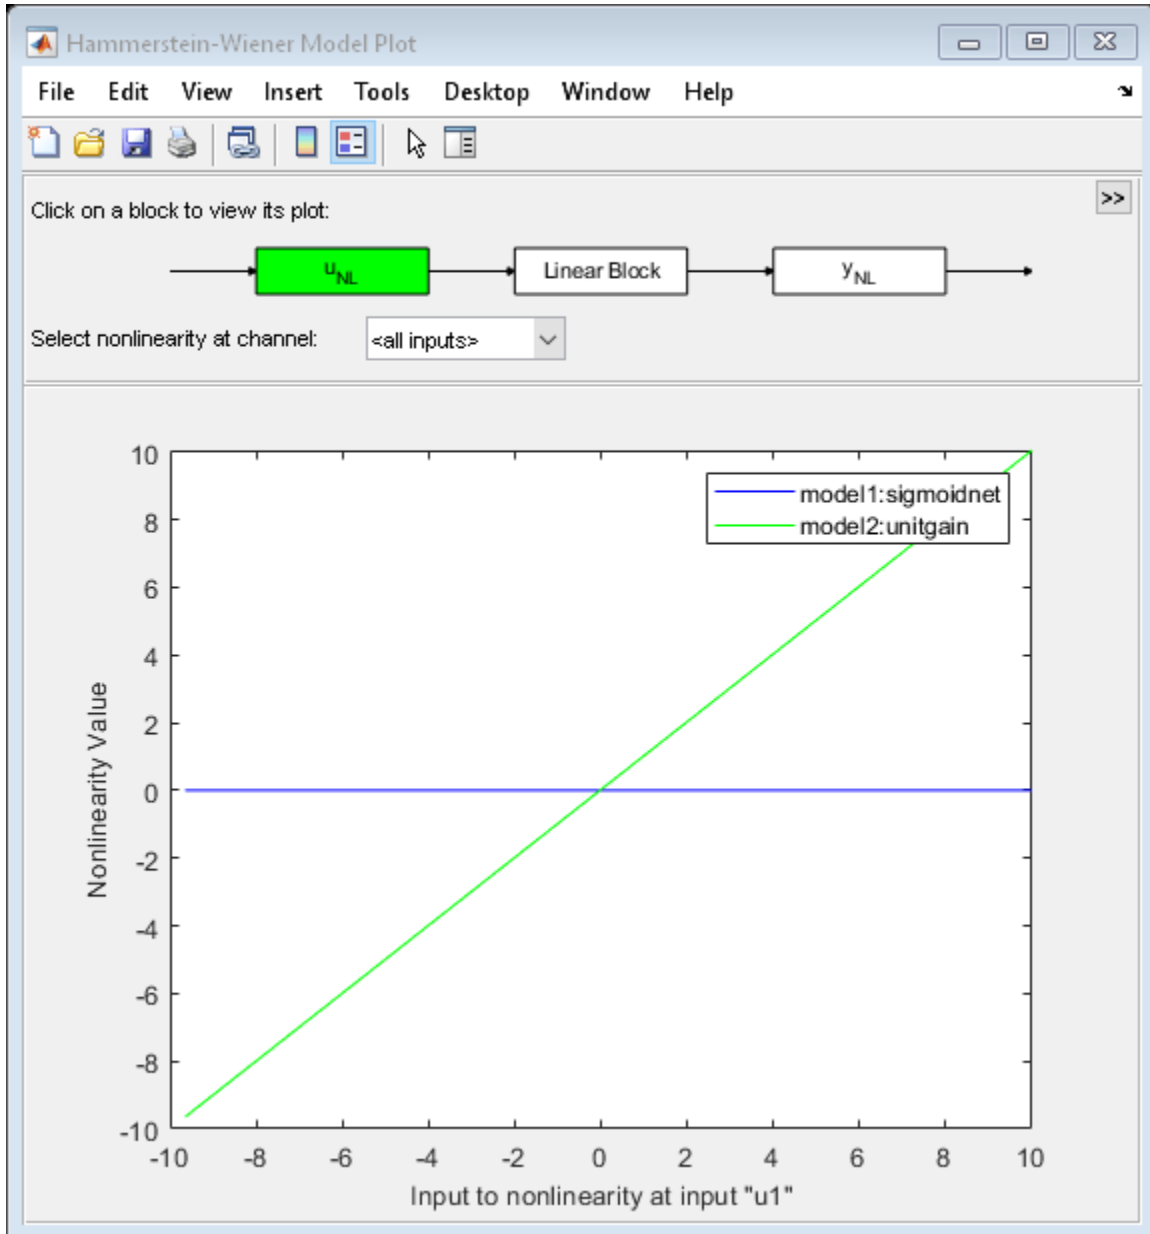 Hammerstein-Wiener Model Plot
File Edit View Insert Tools Desktop Window Help
>>
Click on a block to view its plot:
uNL Linear Block yNL
Select nonlinearity at channel: <all inputs>
10
8
6
4
2
0
-2
-4
-6
-8
-10
Nonlinearity Value
model1:sigmoidnet
model2:unitgain
-10 -8 -6 -4 -2 0 2 4 6 8 10
Input to nonlinearity at input "u1"